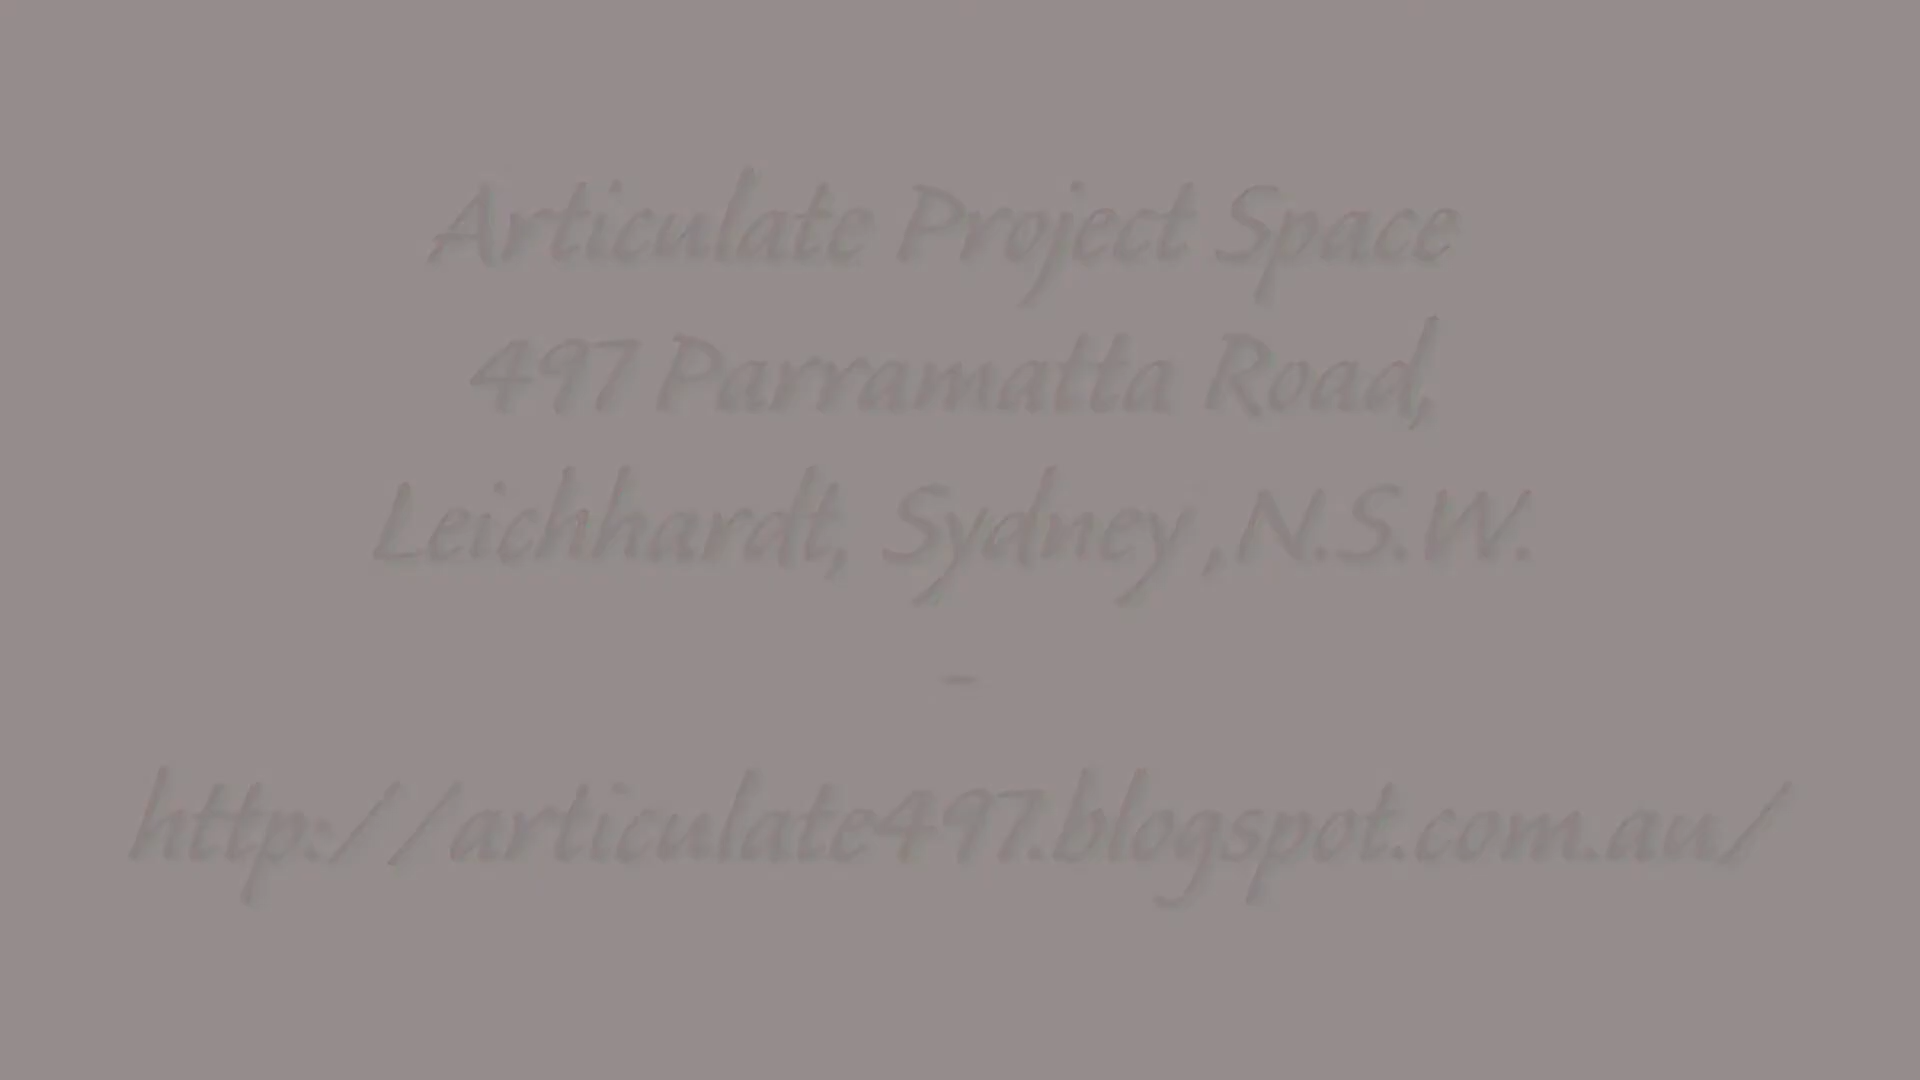 Articulate Project Space
497 Parramatta Road,
Leichhardt, Sydney ,N.S.W.
-
http://articulate497.blogspot.com.au/